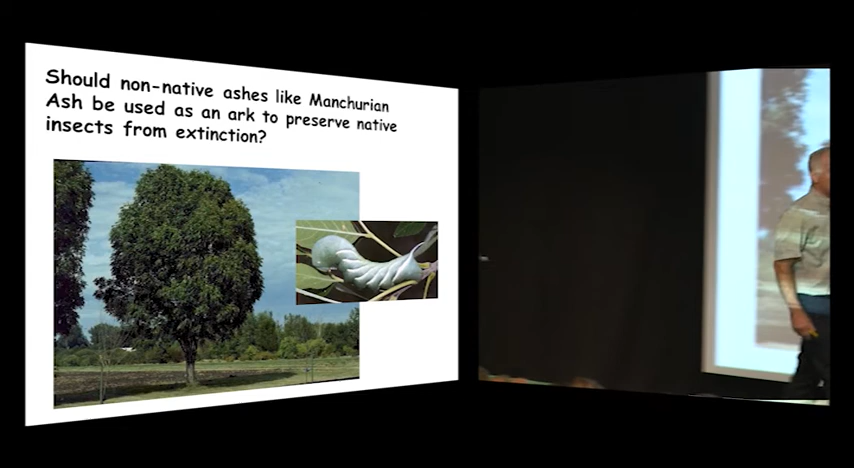 Should non-native ashes like Manchurian
Ash be used as an ark to preserve native
insects from extinction?